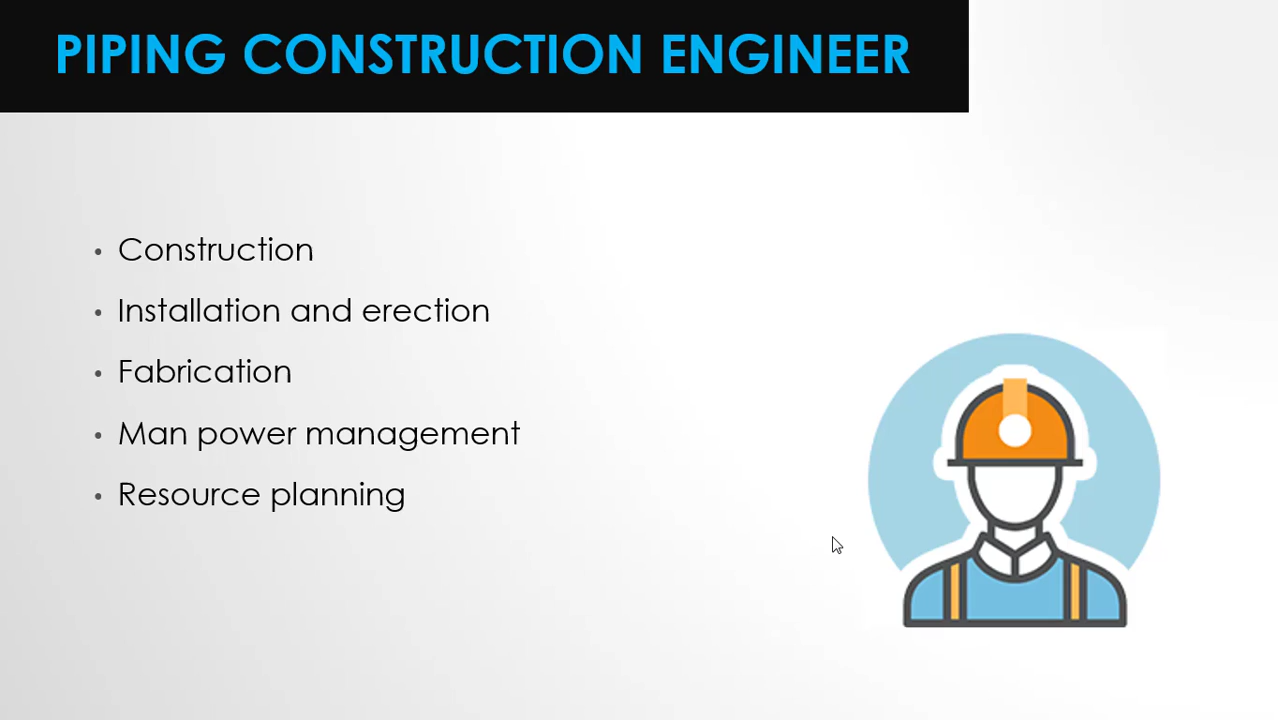 PIPING CONSTRUCTION ENGINEER
• Construction
• Installation and erection
• Fabrication
• Man power management
• Resource planning